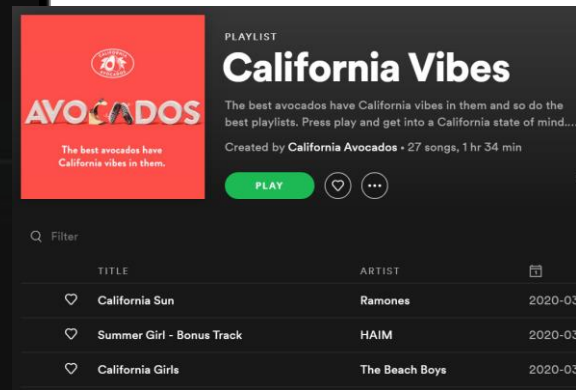 PLAYLIST
California Vibes
The best avocados have California vibes in them and so do the
best playlists. Press play and get into a California state of mind....
Created by California Avocados • 27 songs, 1 hr 34 min
PLAY
CALIFORNIA
AVOCADOS
AVOCADOS
The best avocados have
California vibes in them.
Filter
TITLE ARTIST
California Sun Ramones 2020-03
Summer Girl - Bonus Track HAIM 2020-03
California Girls The Beach Boys 2020-03